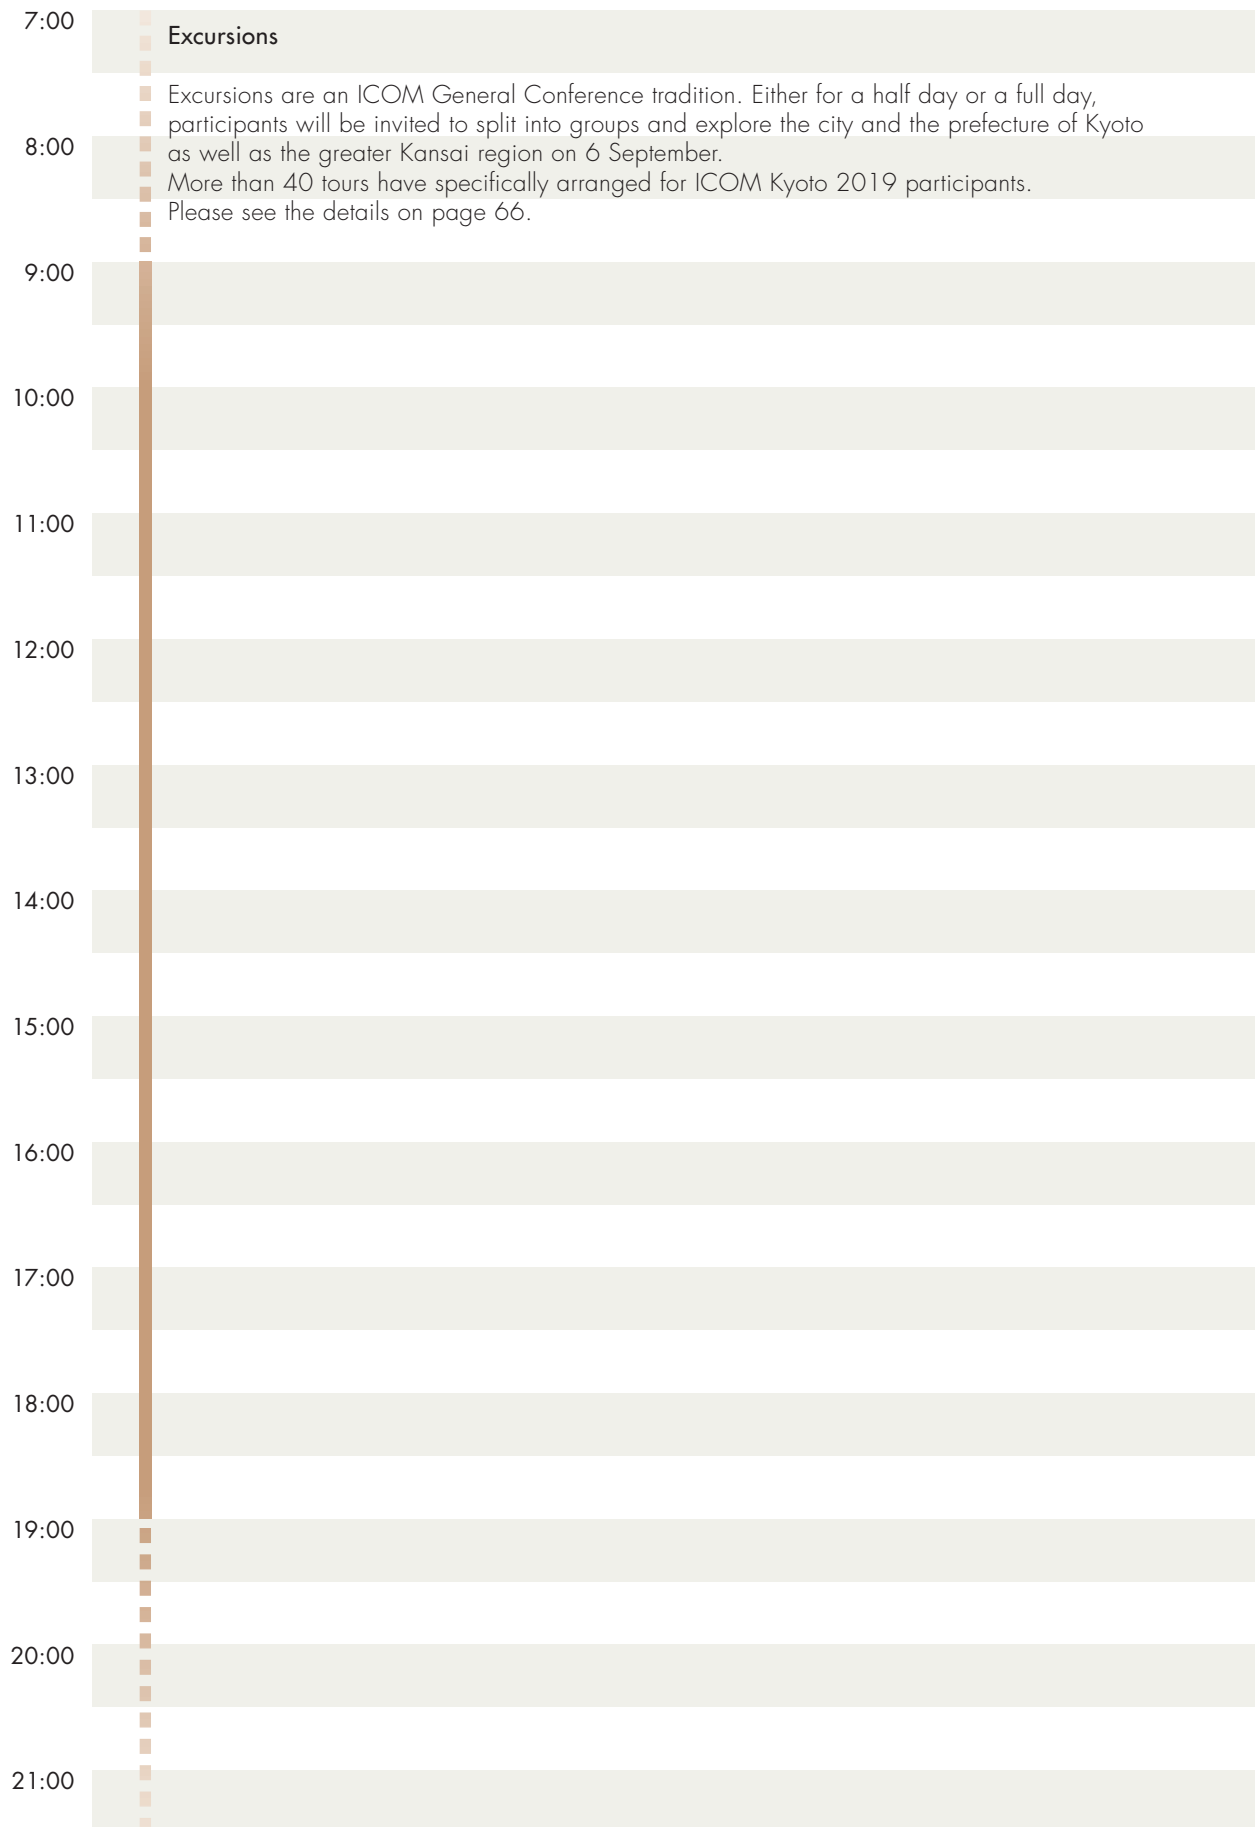 7:00
Excursions
Excursions are an ICOM General Conference tradition. Either for a half day or a full day,
participants will be invited to split into groups and explore the city and the prefecture of Kyoto
8:00
as well as the greater Kansai region on 6 September.
More than 40 tours have specifically arranged for ICOM Kyoto 2019 participants.
Please see the details on page 66.
9:00
10:00
11:00
12:00
13:00
14:00
15:00
16:00
17:00
18:00
19:00
20:00
21:00